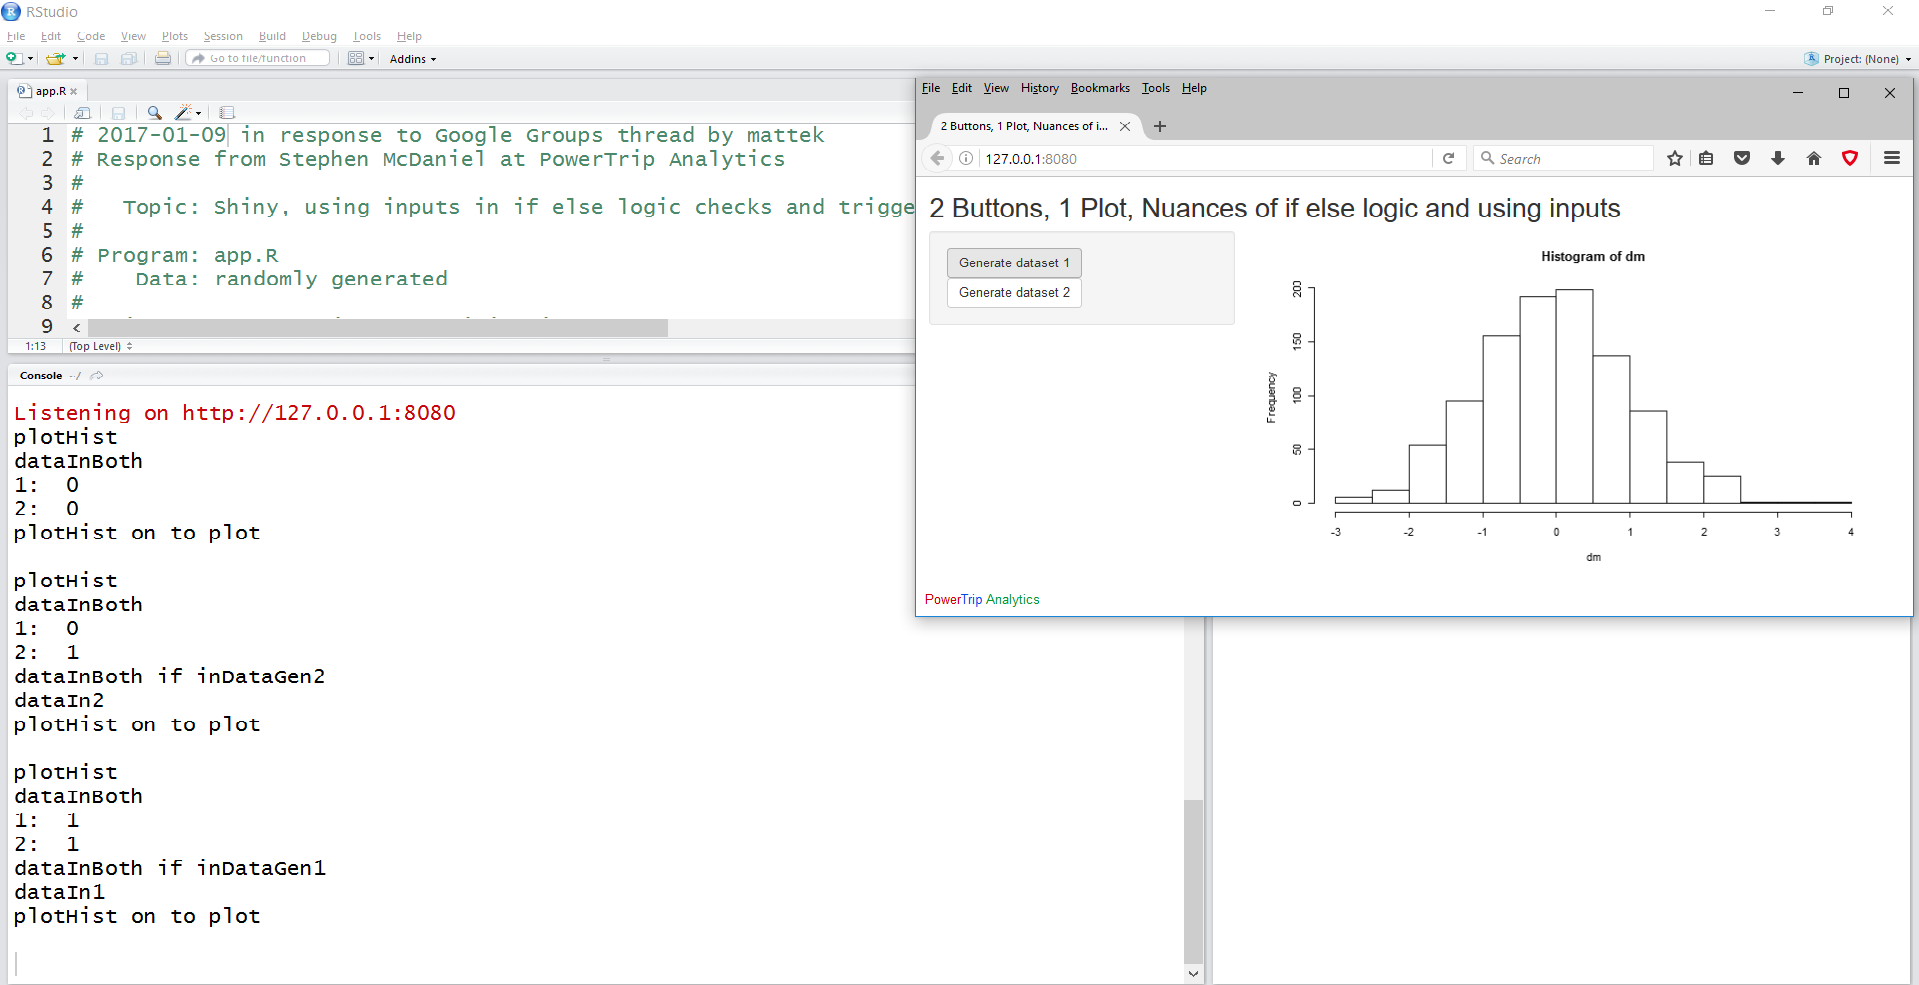 RStudio
File Edit Code View Plots Session Build Debug Tools Help
Go to file/function Addins Project: (None)
app.R
1 # 2017-01-09 in response to Google Groups thread by mattek
2 # Response from Stephen McDaniel at PowerTrip Analytics
3 #
4 # Topic: Shiny, using inputs in if else logic checks and trigge
5 #
6 # Program: app.R
7 # Data: randomly generated
8 #
9
1:13 (Top Level)
Console ~/
Listening on http://127.0.0.1:8080
plotHist
dataInBoth
1: 0
2: 0
plotHist on to plot
plotHist
dataInBoth
1: 0
2: 1
dataInBoth if inDataGen2
dataIn2
plotHist on to plot
plotHist
dataInBoth
1: 1
2: 1
dataInBoth if inDataGen1
dataIn1
plotHist on to plot
File Edit View History Bookmarks Tools Help
2 Buttons, 1 Plot, Nuances of i...
127.0.0.1:8080 Search
2 Buttons, 1 Plot, Nuances of if else logic and using inputs
Generate dataset 1
Generate dataset 2
Histogram of dm
Frequency
200
150
100
50
0
-3 -2 -1 0 1 2 3 4
dm
PowerTrip Analytics